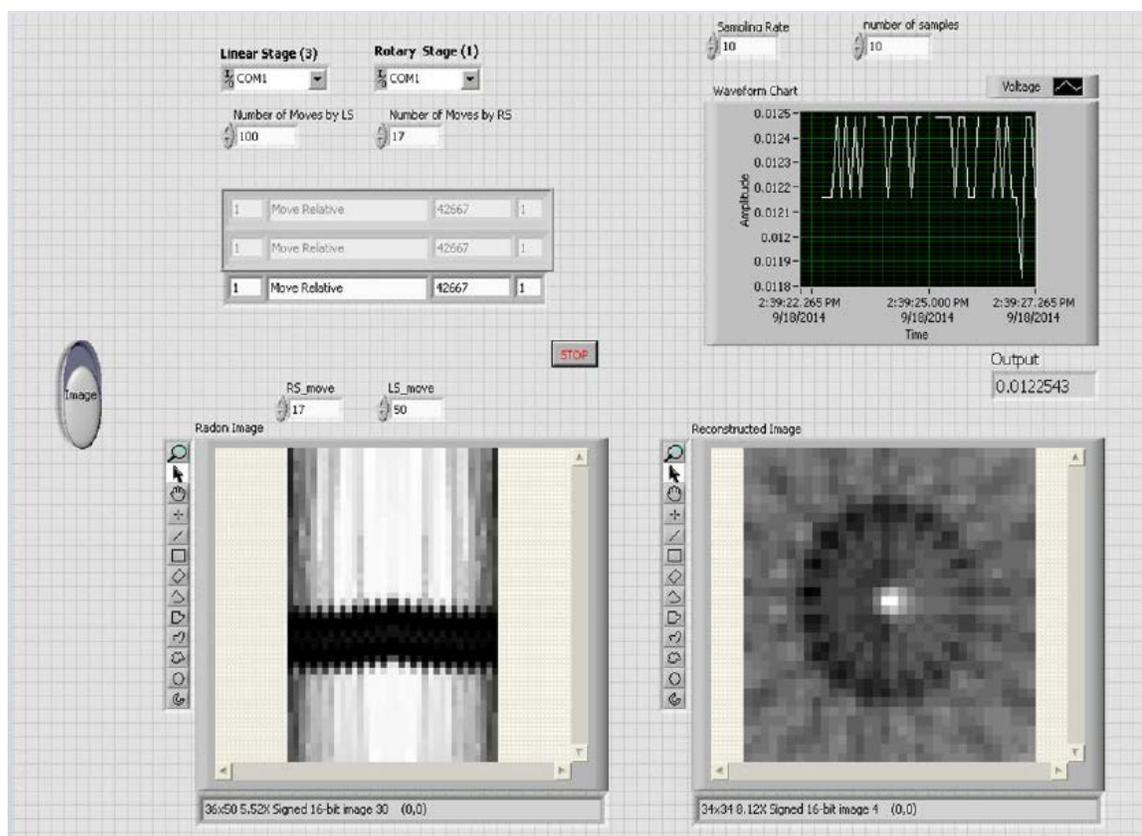 Linear Stage (3)
Rotary Stage (1)
COM1
COM1
Number of Moves by LS
Number of Moves by RS
100
17
Sampling Rate
number of samples
10
10
1 Move Relative 42667 1
1 Move Relative 42667 1
1 Move Relative 42667 1
Waveform Chart
Voltage
0.0125
0.0124
0.0123
0.0122
0.0121
0.012
0.0119
0.0118
Amplitude
2:39:22.265 PM
9/18/2014
2:39:25.000 PM
9/18/2014
2:39:27.265 PM
9/18/2014
Time
STOP
Output
0.0122543
Image
RS_move
LS_move
17
50
Radon Image
Reconstructed Image
36x50 5.52X Signed 16-bit image 30 (0,0)
34x34 8.12X Signed 16-bit image 4 (0,0)